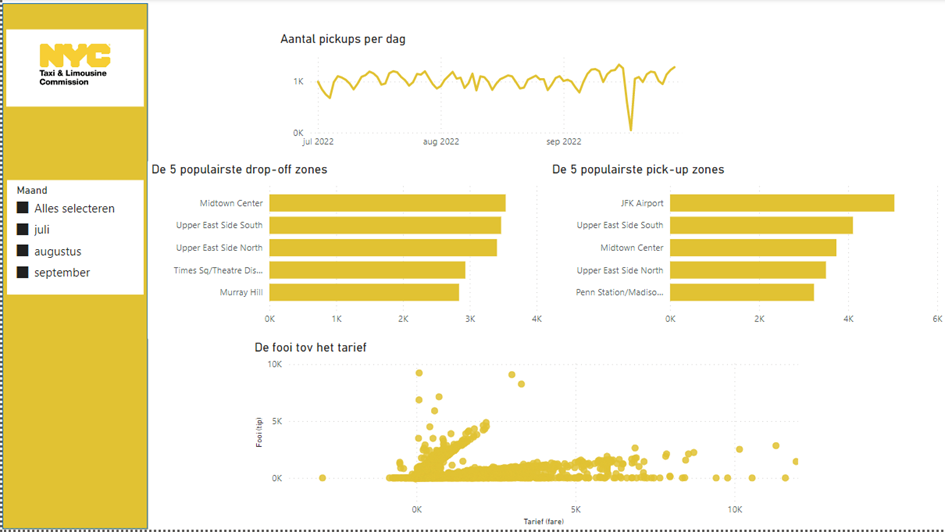 NYC
Taxi & Limousine
Commission
Maand
Alles selecteren
juli
augustus
september
Aantal pickups per dag
1K
0K
jul 2022 aug 2022 sep 2022
De 5 populairste drop-off zones
Midtown Center
Upper East Side South
Upper East Side North
Times Sq/Theatre Dis...
Murray Hill
0K 1K 2K 3K 4K
De 5 populairste pick-up zones
JFK Airport
Upper East Side South
Midtown Center
Upper East Side North
Penn Station/Madiso...
0K 2K 4K 6K
De fooi tov het tarief
10K
5K
0K
Fooi (tip)
0K 5K 10K
Tarief (fare)